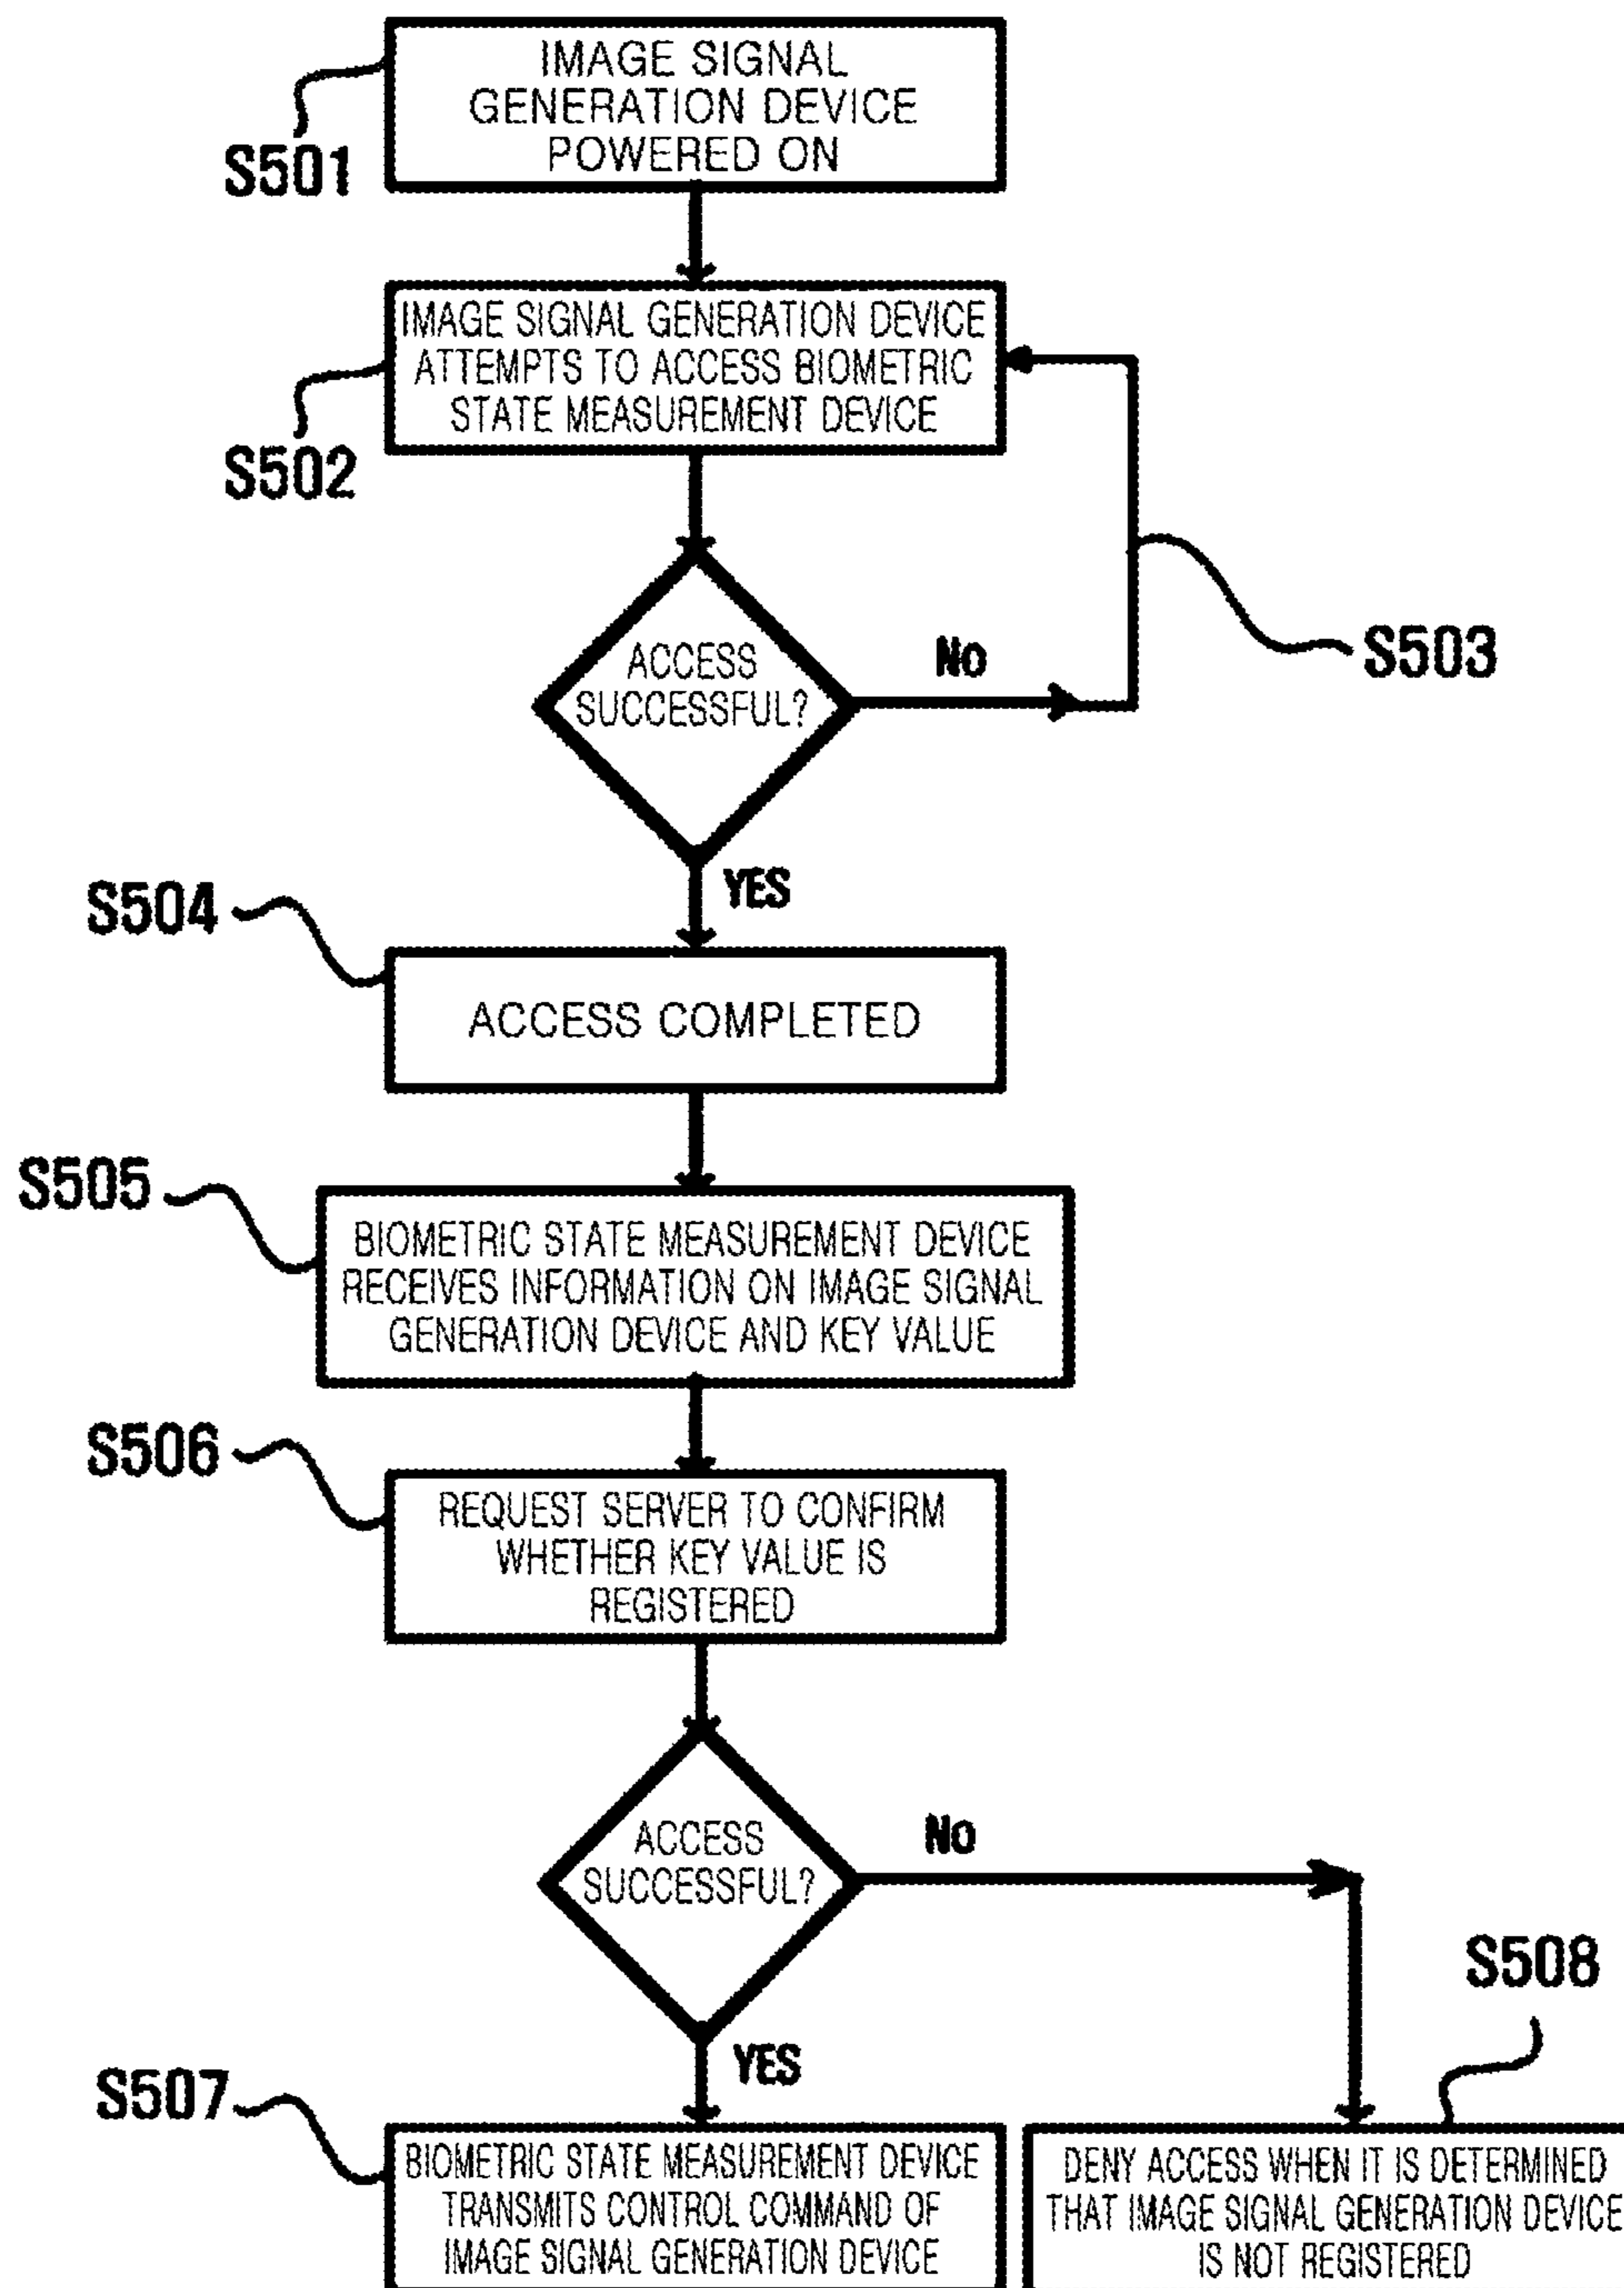 IMAGE SIGNAL
GENERATION DEVICE
POWERED ON
S501
IMAGE SIGNAL GENERATION DEVICE
ATTEMPTS TO ACCESS BIOMETRIC
STATE MEASUREMENT DEVICE
S502
ACCESS
SUCCESSFUL?
No
S503
YES
S504
ACCESS COMPLETED
S505
BIOMETRIC STATE MEASUREMENT DEVICE
RECEIVES INFORMATION ON IMAGE SIGNAL
GENERATION DEVICE AND KEY VALUE
S506
REQUEST SERVER TO CONFIRM
WHETHER KEY VALUE IS
REGISTERED
ACCESS
SUCCESSFUL?
No
S508
YES
S507
BIOMETRIC STATE MEASUREMENT DEVICE
TRANSMITS CONTROL COMMAND OF
IMAGE SIGNAL GENERATION DEVICE
DENY ACCESS WHEN IT IS DETERMINED
THAT IMAGE SIGNAL GENERATION DEVICE
IS NOT REGISTERED